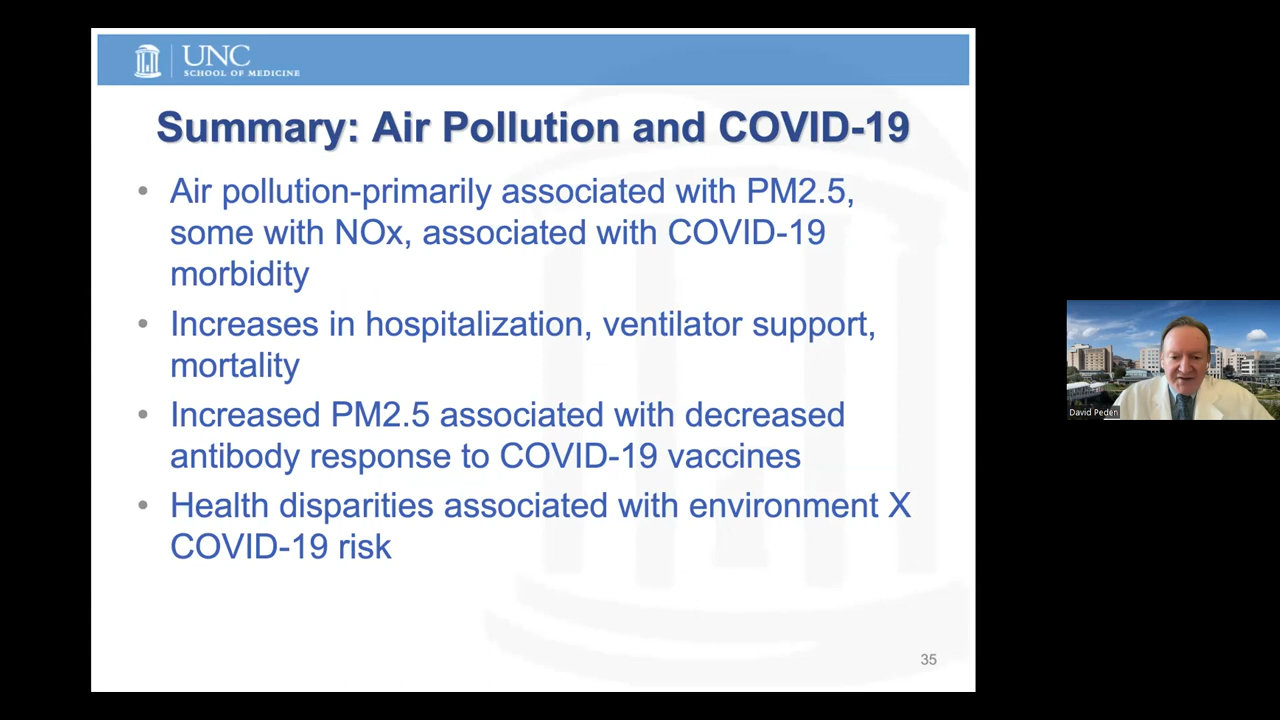 UNC
SCHOOL OF MEDICINE
Summary: Air Pollution and COVID-19
• Air pollution-primarily associated with PM2.5,
some with NOx, associated with COVID-19
morbidity
• Increases in hospitalization, ventilator support,
mortality
• Increased PM2.5 associated with decreased
antibody response to COVID-19 vaccines
• Health disparities associated with environment X
COVID-19 risk
35
David Peden